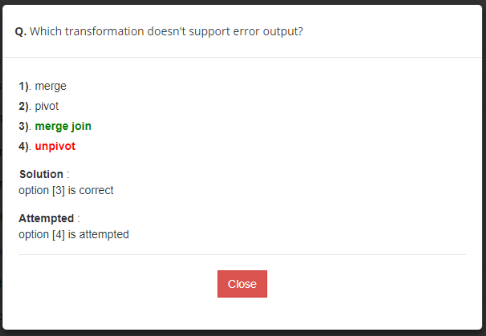 Q. Which transformation doesn't support error output?
1). merge
2). pivot
3). merge join
4). unpivot
Solution :
option [3] is correct
Attempted :
option [4] is attempted
Close